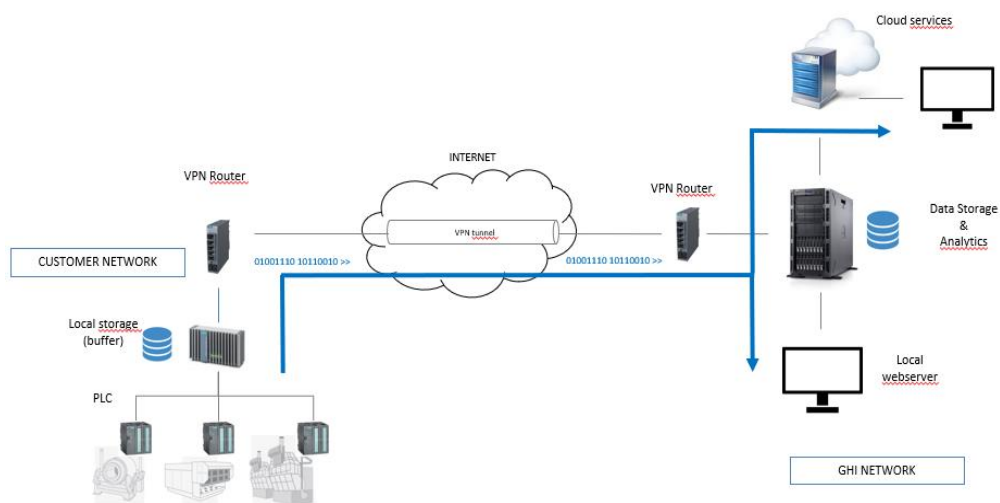 Cloud services
INTERNET
VPN Router
VPN Router
VPN tunnel
Data Storage
&
Analytics
CUSTOMER NETWORK
01001110 10110010 >>
01001110 10110010 >>
Local storage
(buffer)
Local
webserver
PLC
GHI NETWORK